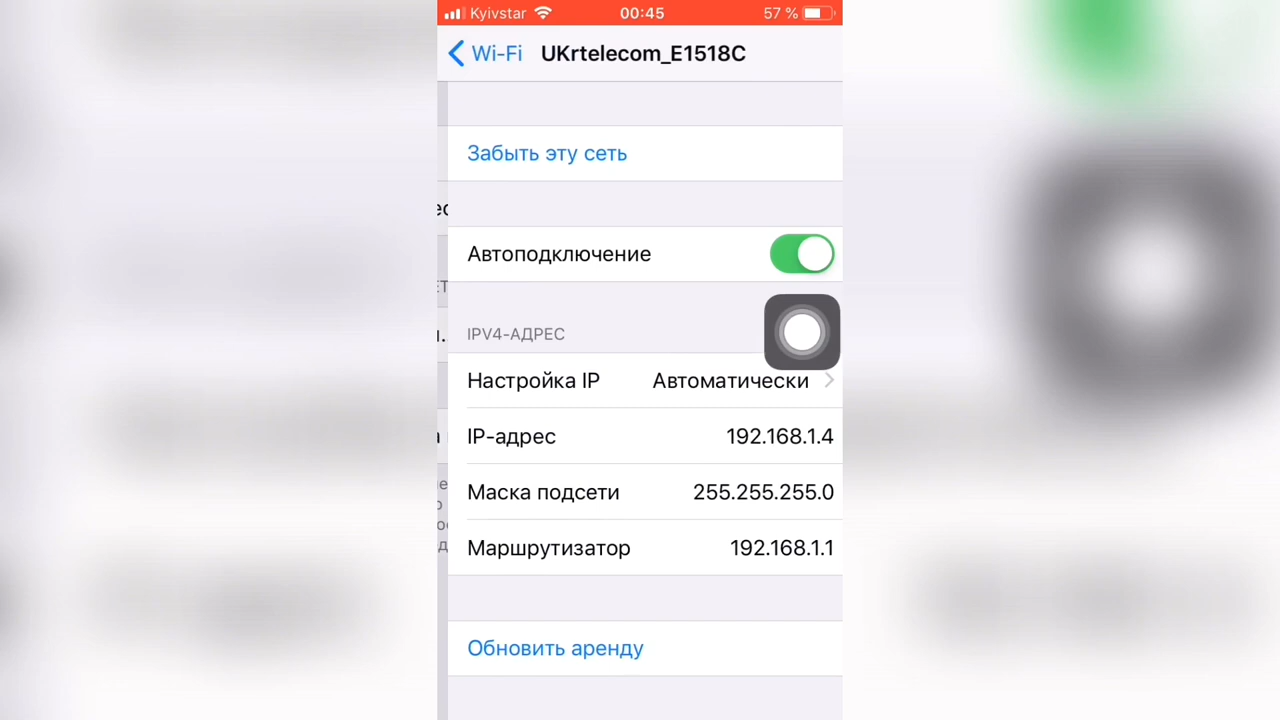 Kyivstar 00:45 57 %
Wi-Fi UKrtelecom_E1518C
Забыть эту сеть
Автоподключение
IPV4-АДРЕС
Настройка IP Автоматически
IP-адрес 192.168.1.4
Маска подсети 255.255.255.0
Маршрутизатор 192.168.1.1
Обновить аренду